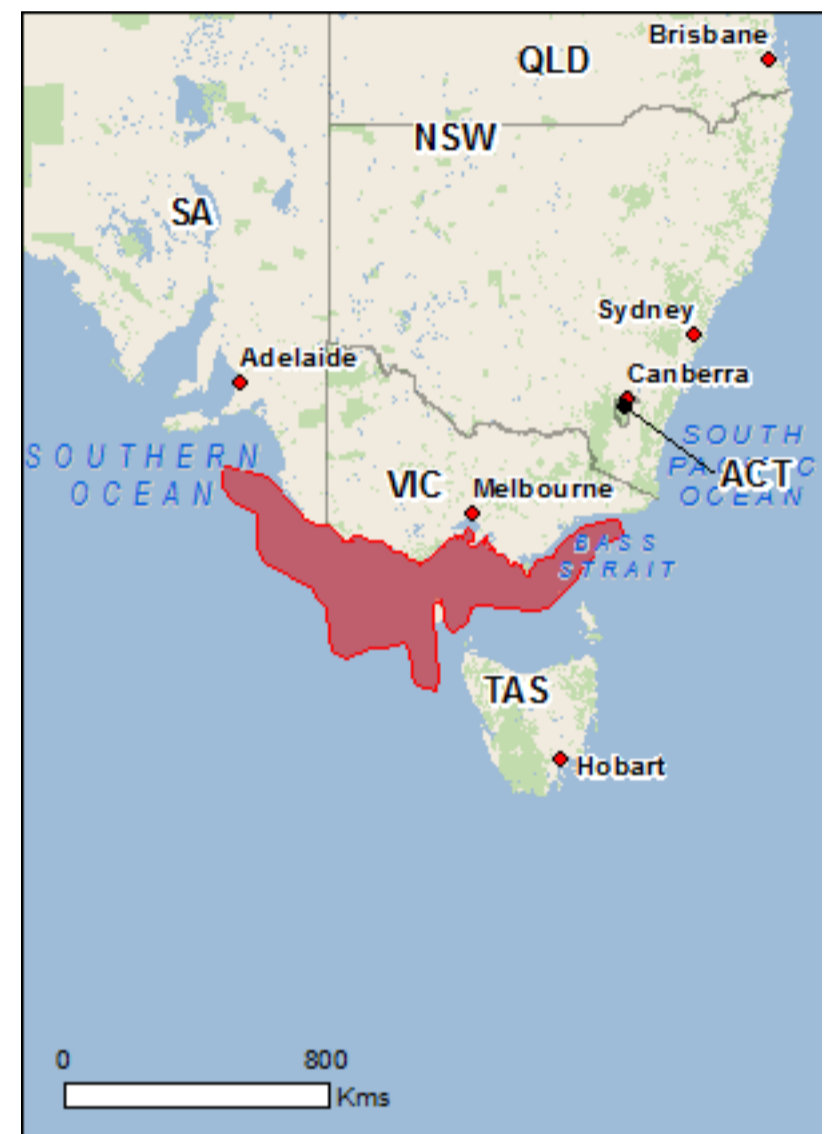 Brisbane
QLD
NSW
SA
Sydney
Adelaide
Canberra
SOUTHERN
OCEAN
SOUTH
PACIFIC
OCEAN
ACT
VIC
Melbourne
BASS
STRAIT
TAS
Hobart
0 800
Kms